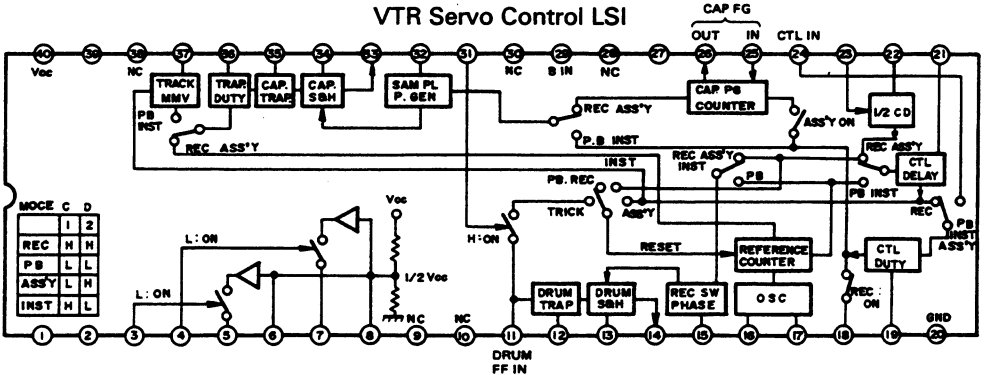 VTR Servo Control LSI
CAP FG
OUT IN CTL IN
40 39 38 37 36 35 34 33 32 31 30 29 28 27 26 25 24 23 22 21
Vcc NC NC B IN NC
TRACK MMV
TRAP. DUTY
CAP. TRAP.
CAP. S&H
SAMPL P. GEN
CAP. PG COUNTER
1/2 CD
PB INST
REC ASS'Y
REC ASS'Y
P.B INST
ASS'Y ON
REC ASS'Y
INST
REC ASS'Y INST
PB
PB INST
CTL DELAY
PB. REC
TRICK
ASS'Y
REC
PB INST ASS'Y
MOCE C D
1 2
REC H H
PB L L
ASS'Y L H
INST H L
Vcc
L: ON
L: ON
1/2 Vcc
H: ON
RESET
REFERENCE COUNTER
CTL DUTY
DRUM TRAP
DRUM S&H
REC SW PHASE
OSC
REC: ON
NC NC GND
1 2 3 4 5 6 7 8 9 10 11 12 13 14 15 16 17 18 19 20
DRUM
FF IN